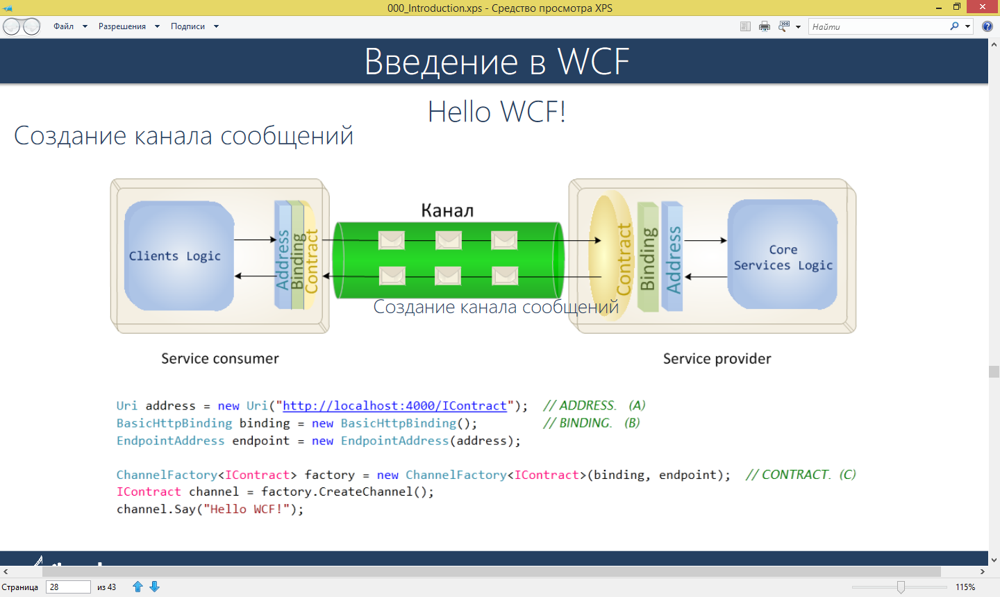 000_Introduction.xps - Средство просмотра XPS
Файл Разрешения Подписи
100
Найти
?
Введение в WCF
Hello WCF!
Создание канала сообщений
Канал
Clients Logic
Address
Binding
Contract
Contract
Binding
Address
Core
Services Logic
Создание канала сообщений
Service consumer
Service provider
Uri address = new Uri("http://localhost:4000/IContract"); // ADDRESS. (A)
BasicHttpBinding binding = new BasicHttpBinding(); // BINDING. (B)
EndpointAddress endpoint = new EndpointAddress(address);
ChannelFactory<IContract> factory = new ChannelFactory<IContract>(binding, endpoint); // CONTRACT. (C)
IContract channel = factory.CreateChannel();
channel.Say("Hello WCF!");
Страница 28 из 43
115%